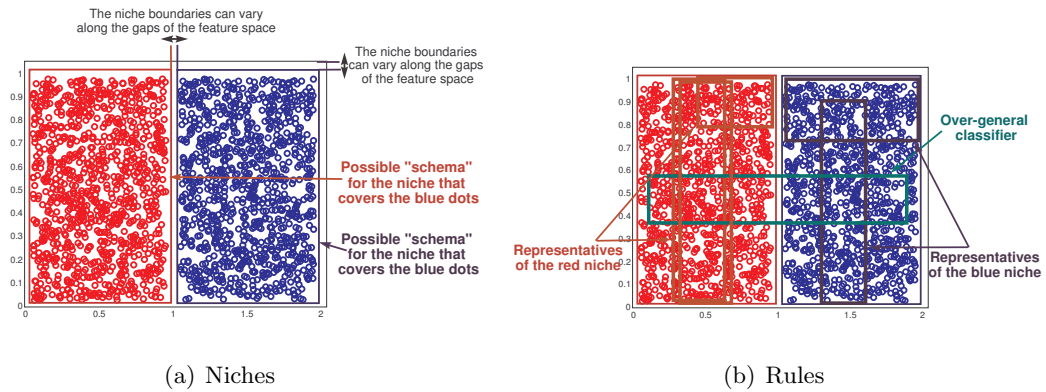 The niche boundaries can vary
along the gaps of the feature space
The niche boundaries
can vary along the gaps
of the feature space
1
0.9
0.8
0.7
0.6
0.5
0.4
0.3
0.2
0.1
0
0
0.5
1
1.5
2
Possible "schema"
for the niche that
covers the blue dots
Possible "schema"
for the niche that
covers the blue dots
(a) Niches
1
0.9
0.8
0.7
0.6
0.5
0.4
0.3
0.2
0.1
0
0
0.5
1
1.5
2
Over-general
classifier
Representatives
of the red niche
Representatives
of the blue niche
(b) Rules